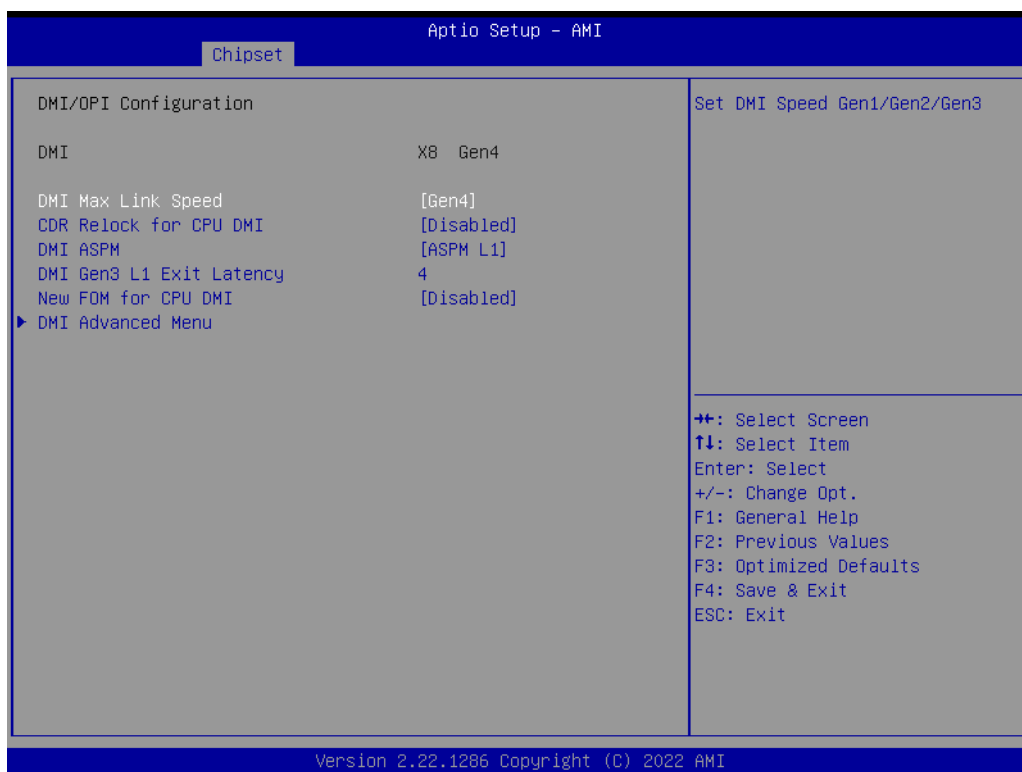 Aptio Setup – AMI
Chipset
DMI/OPI Configuration
DMI X8 Gen4
DMI Max Link Speed [Gen4]
CDR Relock for CPU DMI [Disabled]
DMI ASPM [ASPM L1]
DMI Gen3 L1 Exit Latency 4
New FOM for CPU DMI [Disabled]
▶ DMI Advanced Menu
Set DMI Speed Gen1/Gen2/Gen3
→←: Select Screen
↑↓: Select Item
Enter: Select
+/-: Change Opt.
F1: General Help
F2: Previous Values
F3: Optimized Defaults
F4: Save & Exit
ESC: Exit
Version 2.22.1286 Copyright (C) 2022 AMI